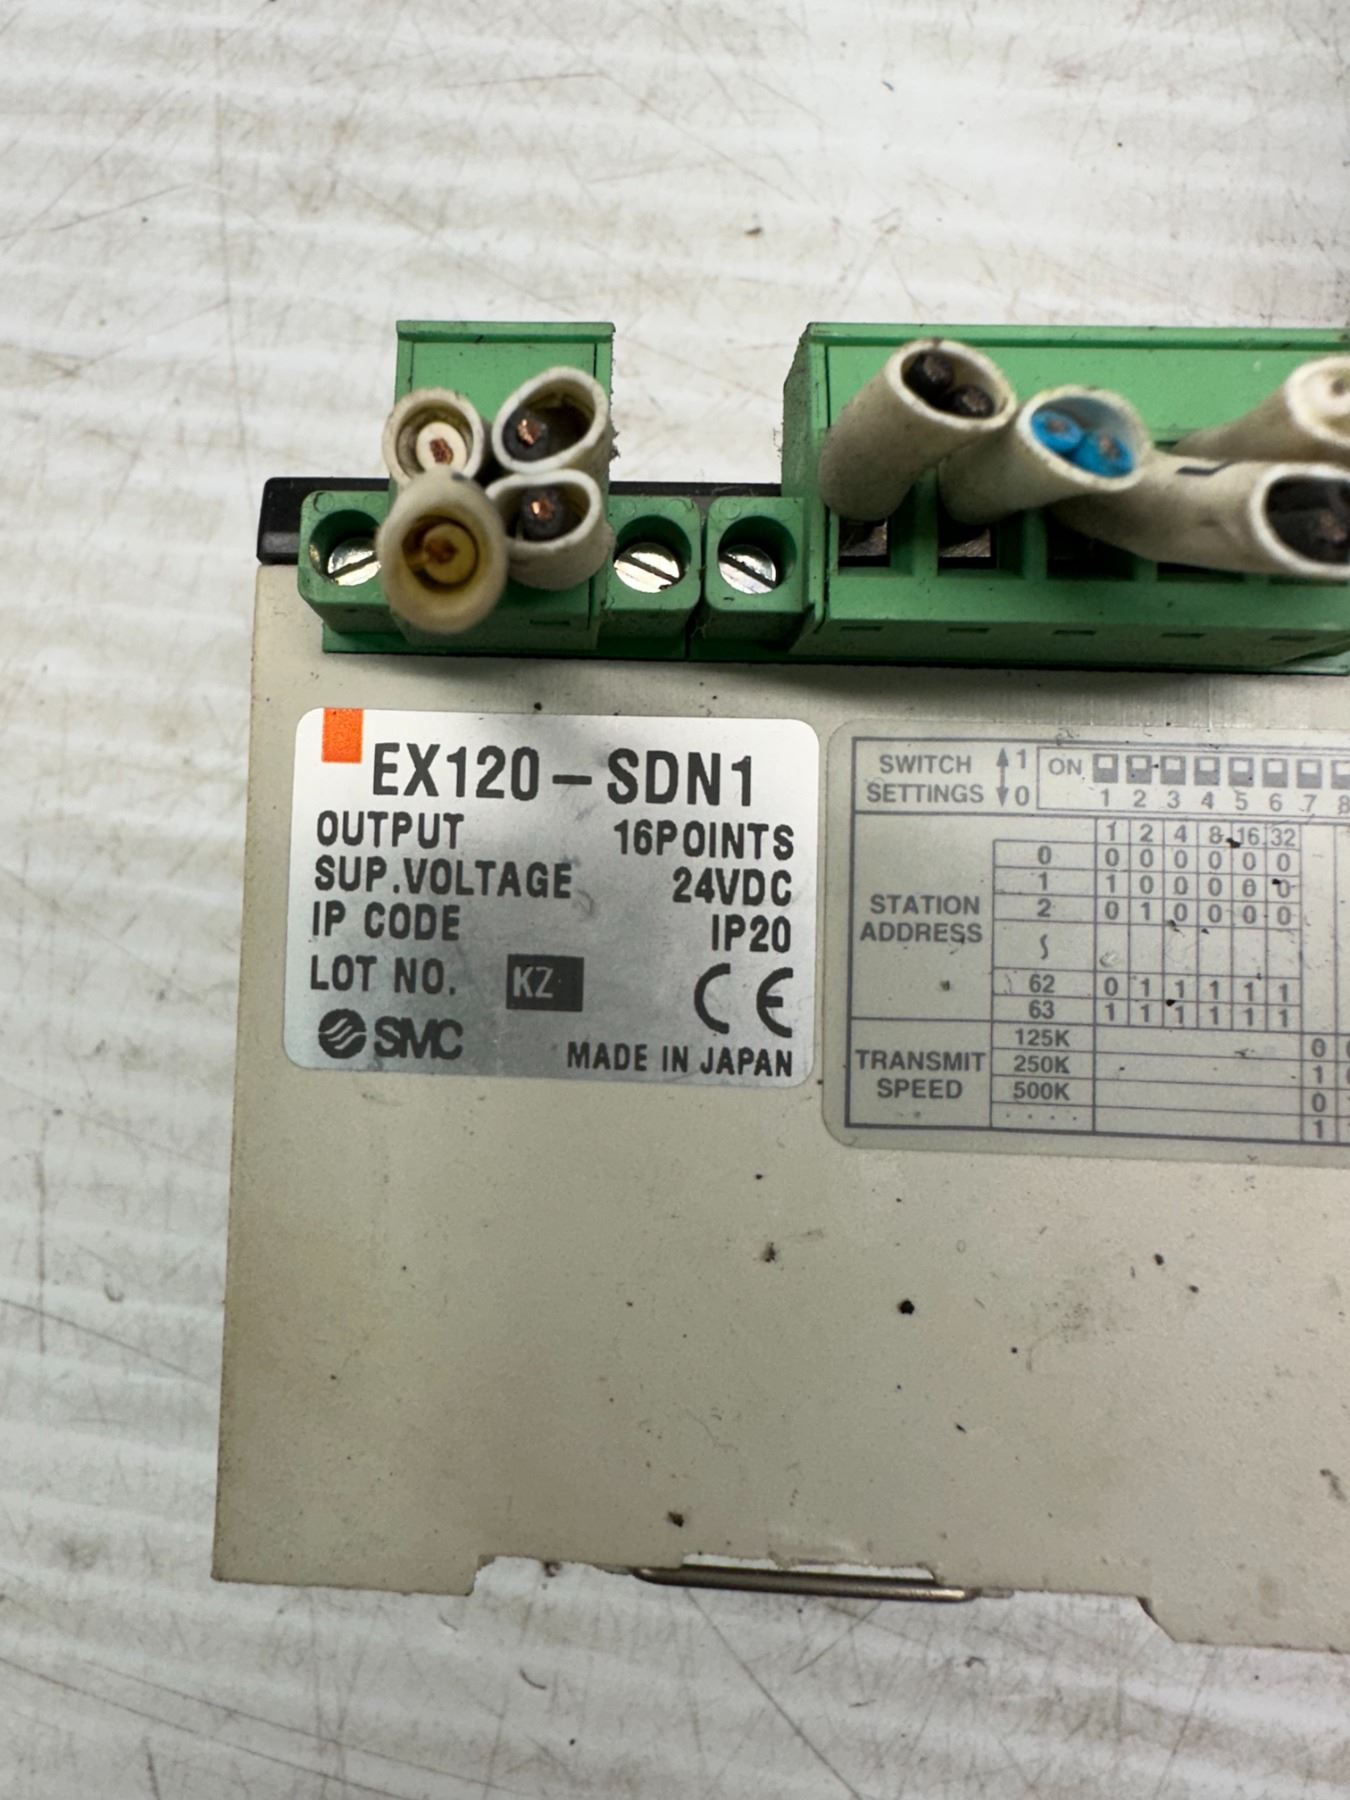 EX120-SDN1
OUTPUT 16POINTS
SUP.VOLTAGE 24VDC
IP CODE IP20
LOT NO. KZ
CE
SMC
MADE IN JAPAN
SWITCH SETTINGS 1 0 ON
1 2 3 4 5 6 7 8
1 2 4 8 16 32
STATION ADDRESS
0 0 0 0 0 0 0
1 1 0 0 0 0 0
2 0 1 0 0 0 0
62 0 1 1 1 1 1
63 1 1 1 1 1 1
TRANSMIT SPEED
125K 0
250K 1
500K 0
.... 1